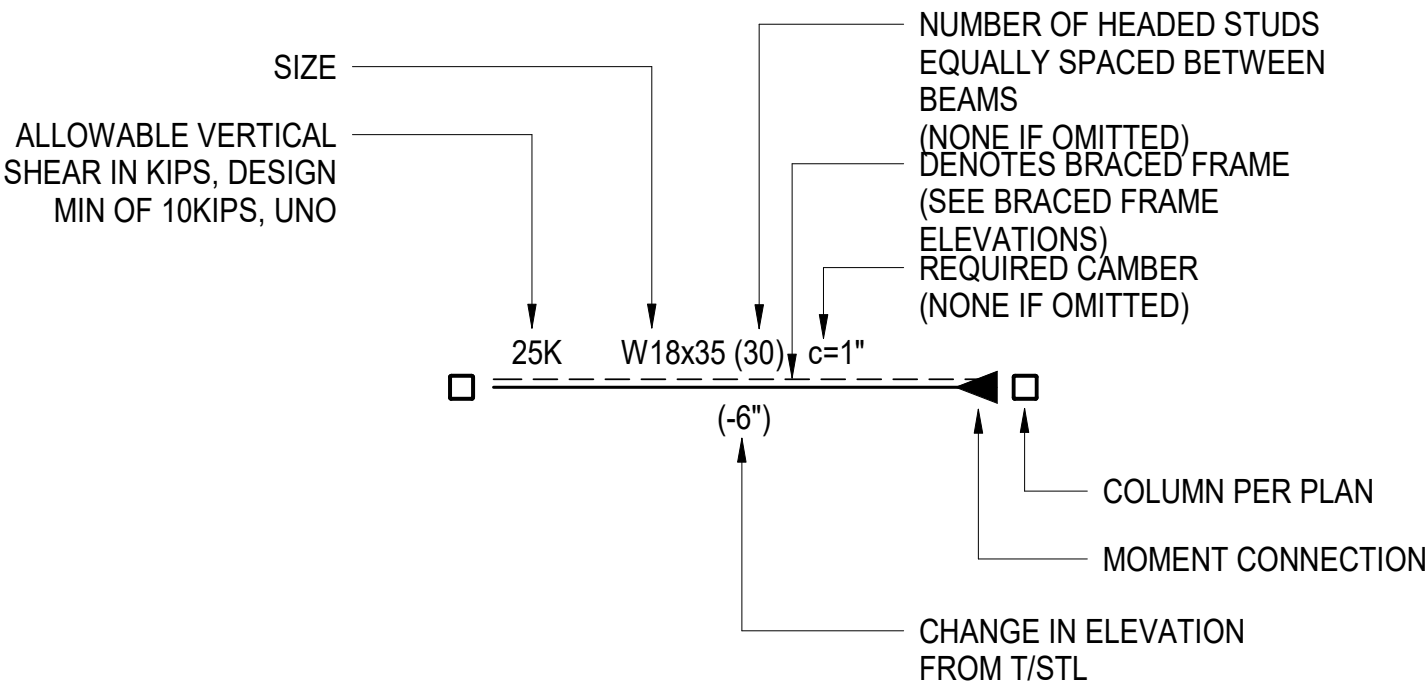 SIZE
ALLOWABLE VERTICAL
SHEAR IN KIPS, DESIGN
MIN OF 10KIPS, UNO
NUMBER OF HEADED STUDS
EQUALLY SPACED BETWEEN
BEAMS
(NONE IF OMITTED)
DENOTES BRACED FRAME
(SEE BRACED FRAME
ELEVATIONS)
REQUIRED CAMBER
(NONE IF OMITTED)
25K W18x35 (30) c=1"
(-6")
COLUMN PER PLAN
MOMENT CONNECTION
CHANGE IN ELEVATION
FROM T/STL